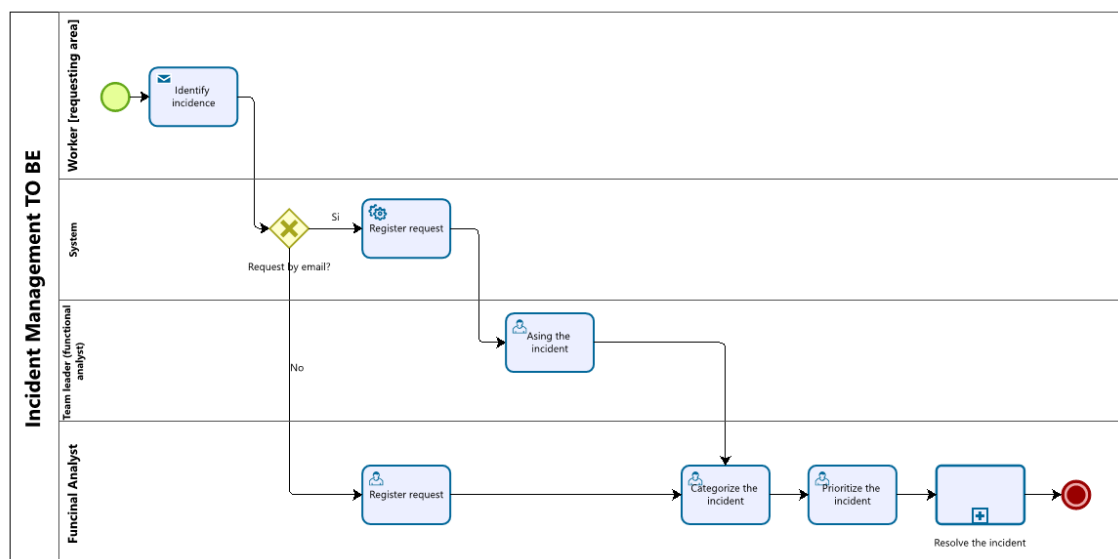 Incident Management TO BE
Worker [requesting area]
Identify
incidence
System
Request by email?
Si
Register request
No
Team leader (functional
analyst)
Asing the
incident
Funcinal Analyst
Register request
Categorize the
incident
Prioritize the
incident
Resolve the incident